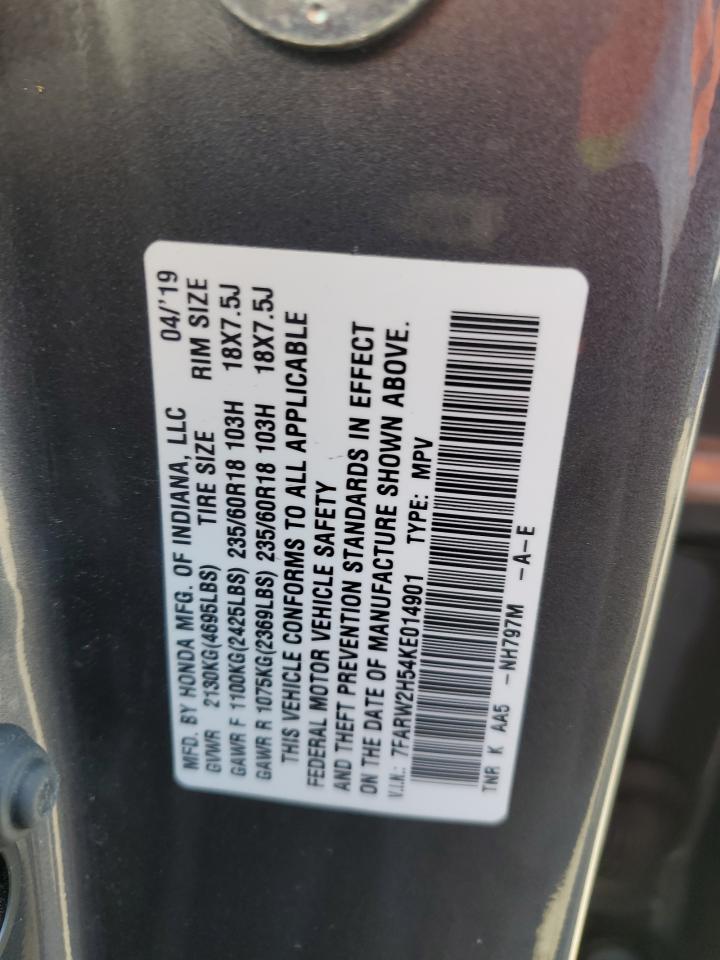 MFD. BY HONDA MFG. OF INDIANA, LLC 04/'19
GVWR 2130KG(4695LBS) TIRE SIZE RIM SIZE
GAWR F 1100KG(2425LBS) 235/60R18 103H 18X7.5J
GAWR R 1075KG(2369LBS) 235/60R18 103H 18X7.5J
THIS VEHICLE CONFORMS TO ALL APPLICABLE
FEDERAL MOTOR VEHICLE SAFETY
AND THEFT PREVENTION STANDARDS IN EFFECT
ON THE DATE OF MANUFACTURE SHOWN ABOVE.
V.I.N.: 7FARW2H54KE014901 TYPE: MPV
TNR K AA5 -NH797M -A-E